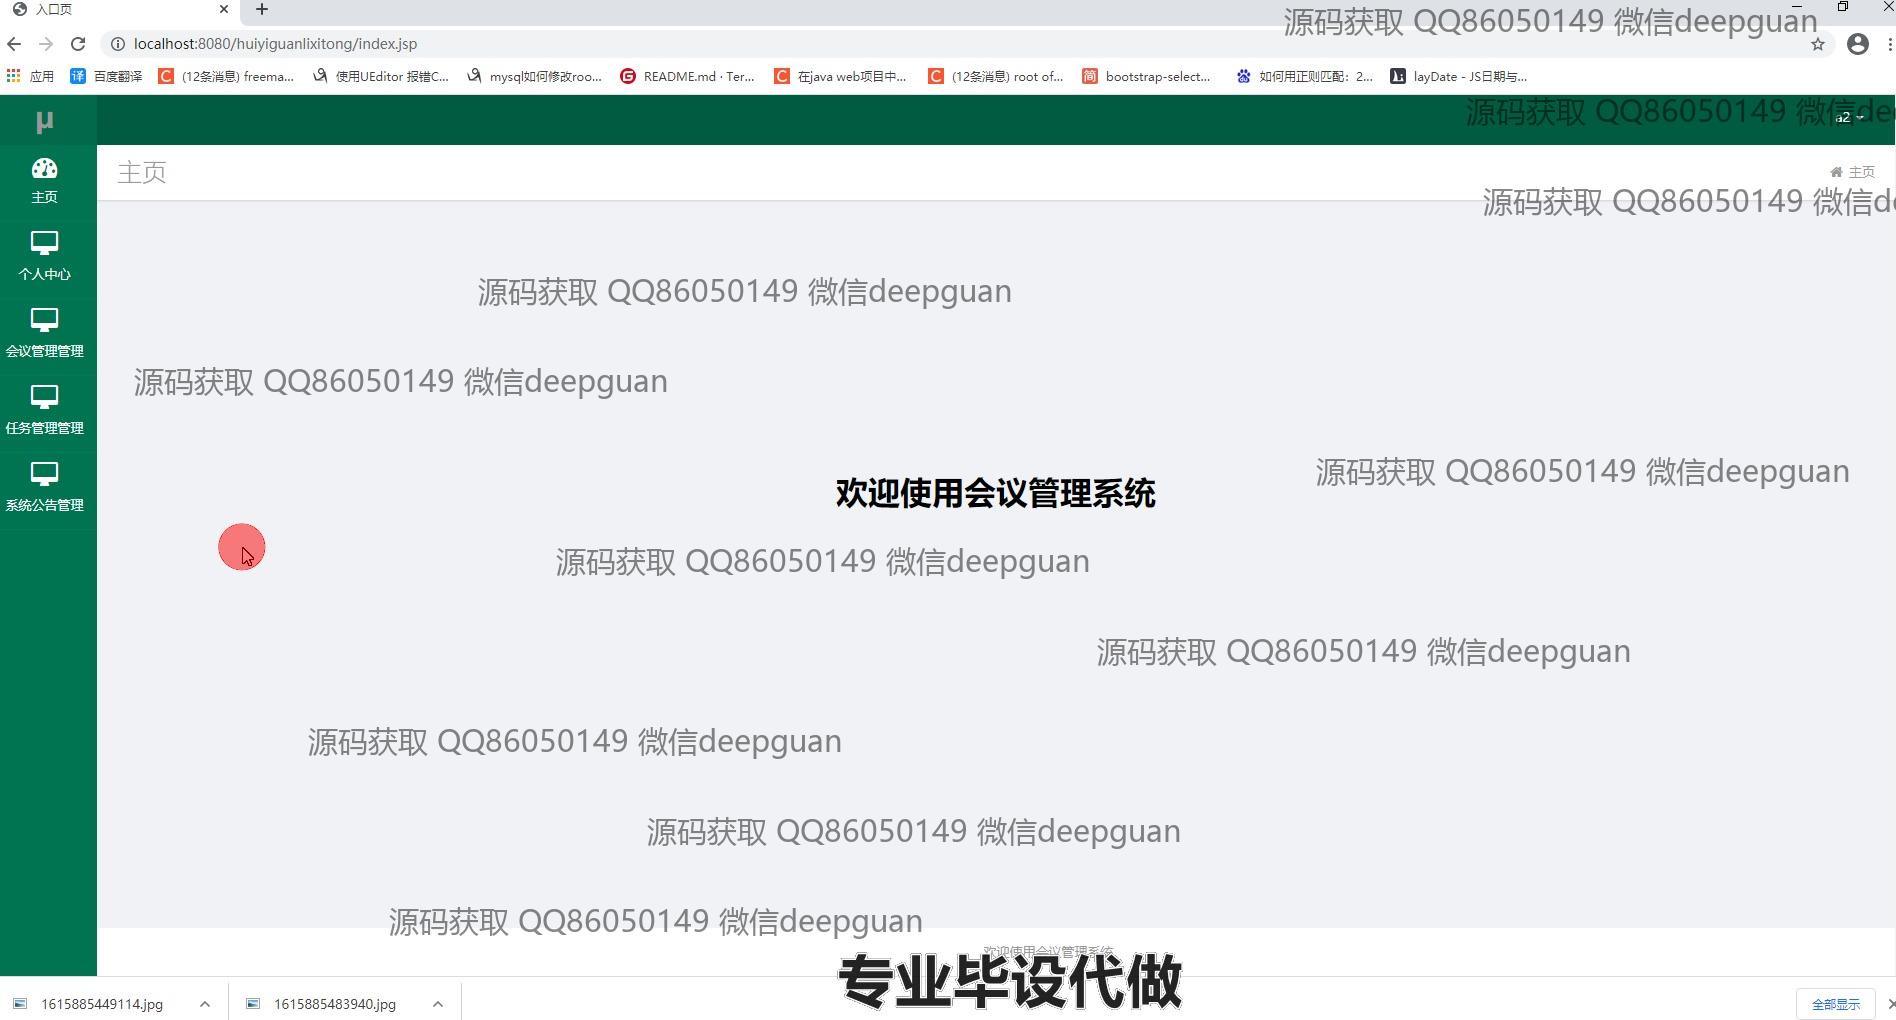 入口页
源码获取 QQ86050149 微信deepguan
localhost:8080/huiyiguanlixitong/index.jsp
应用 百度翻译 (12条消息) freema... 使用UEditor 报错C... mysql如何修改roo... README.md · Ter... 在java web项目中... (12条消息) root of... bootstrap-select... 如何用正则匹配：2... layDate - JS日期与...
μ
源码获取 QQ86050149 微信de
a2
主页
主页
主页
源码获取 QQ86050149 微信d
个人中心
源码获取 QQ86050149 微信deepguan
会议管理管理
源码获取 QQ86050149 微信deepguan
任务管理管理
源码获取 QQ86050149 微信deepguan
欢迎使用会议管理系统
系统公告管理
源码获取 QQ86050149 微信deepguan
源码获取 QQ86050149 微信deepguan
源码获取 QQ86050149 微信deepguan
源码获取 QQ86050149 微信deepguan
源码获取 QQ86050149 微信deepguan
欢迎使用会议管理系统
专业毕设代做
1615885449114.jpg 1615885483940.jpg 全部显示